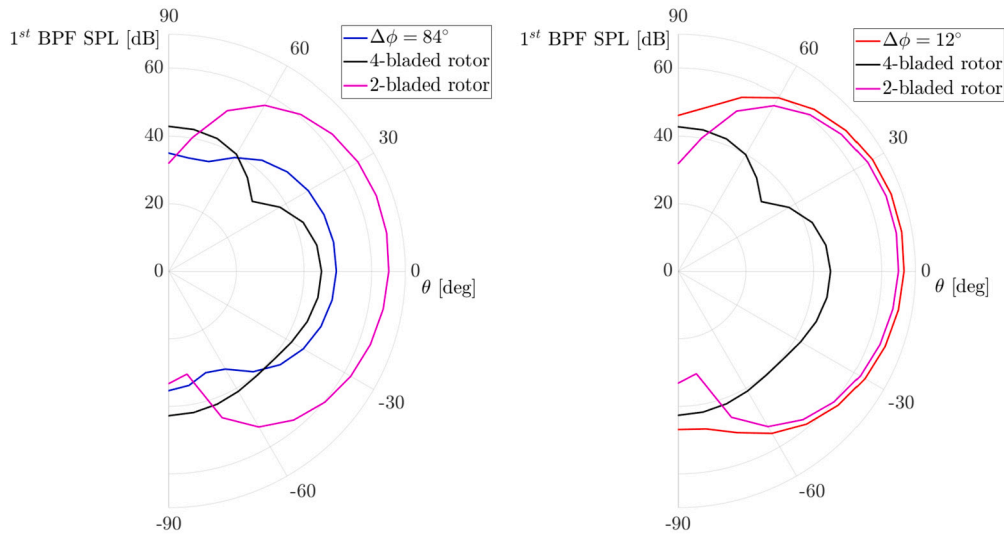 90
1st BPF SPL [dB]
60
40
20
0
60
30
0
θ [deg]
-30
-60
-90
Δφ = 84°
4-bladed rotor
2-bladed rotor
90
1st BPF SPL [dB]
60
40
20
0
60
30
0
θ [deg]
-30
-60
-90
Δφ = 12°
4-bladed rotor
2-bladed rotor